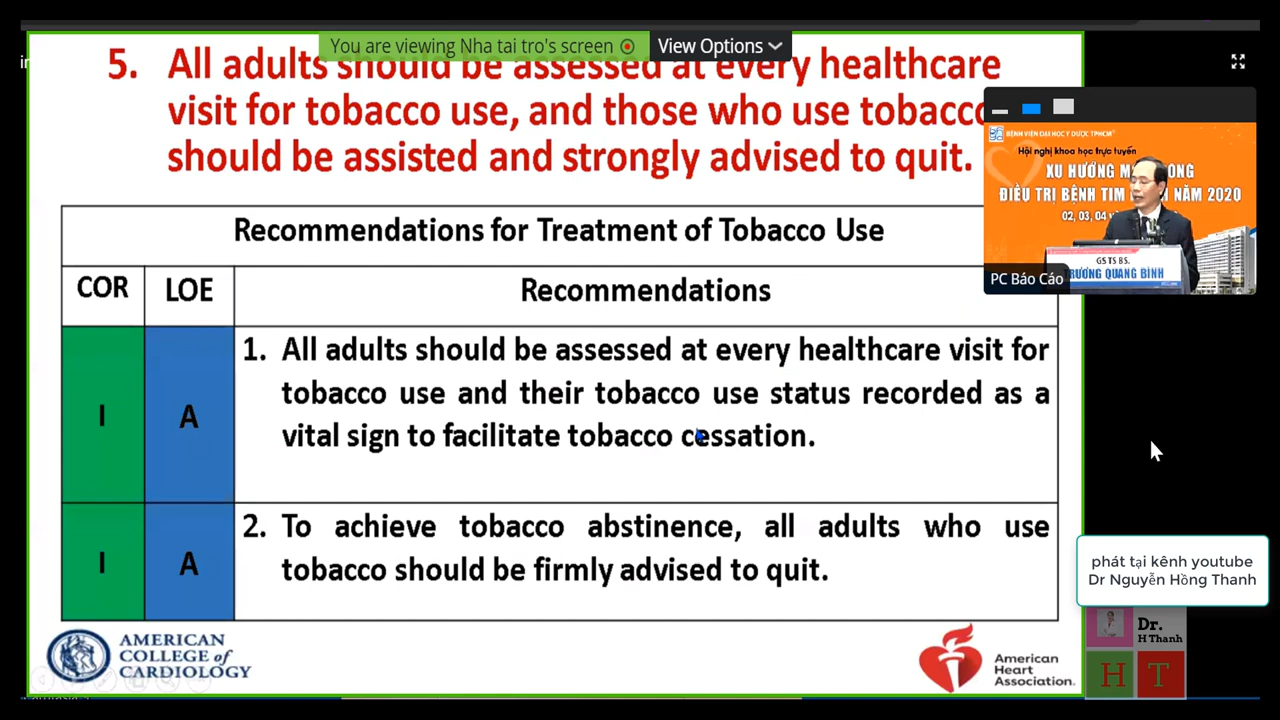 You are viewing Nha tai tro's screen
View Options
5. All adults should be assessed at every healthcare
visit for tobacco use, and those who use tobacco
should be assisted and strongly advised to quit.
Recommendations for Treatment of Tobacco Use
COR LOE Recommendations
I A 1. All adults should be assessed at every healthcare visit for
tobacco use and their tobacco use status recorded as a
vital sign to facilitate tobacco cessation.
I A 2. To achieve tobacco abstinence, all adults who use
tobacco should be firmly advised to quit.
AMERICAN
COLLEGE of
CARDIOLOGY
American
Heart
Association.
BỆNH VIỆN ĐẠI HỌC Y DƯỢC TPHCM
Hội nghị khoa học trực tuyến
XU HƯỚNG
ĐIỀU TRỊ BỆNH TIM NĂM 2020
02, 03, 04
GS TS BS.
TRƯƠNG QUANG BÌNH
PC Báo Cáo
phát tại kênh youtube
Dr Nguyễn Hồng Thanh
Dr.
H Thanh
H T